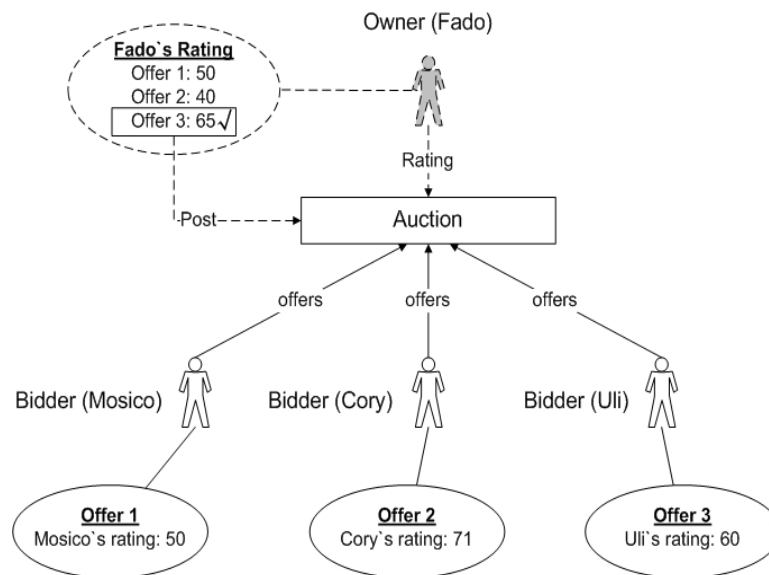 Owner (Fado)
Fado`s Rating
Offer 1: 50
Offer 2: 40
Offer 3: 65√
Rating
Post
Auction
offers
offers
offers
Bidder (Mosico)
Bidder (Cory)
Bidder (Uli)
Offer 1
Mosico`s rating: 50
Offer 2
Cory`s rating: 71
Offer 3
Uli`s rating: 60